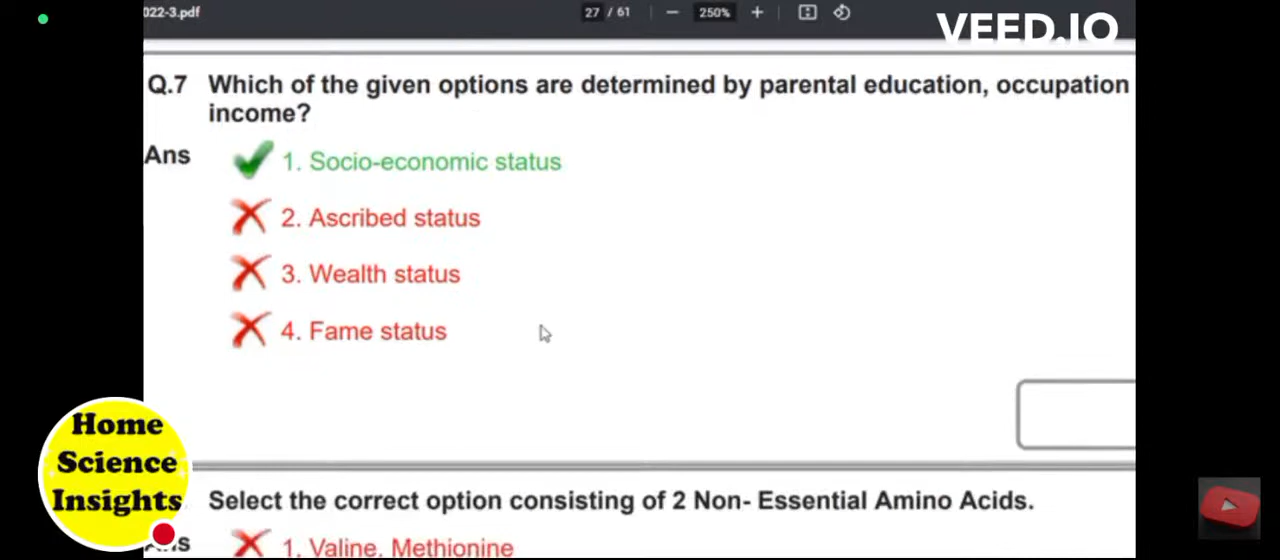 022-3.pdf
27 / 61
250%
VEED.IO
Q.7 Which of the given options are determined by parental education, occupation
income?
Ans
1. Socio-economic status
2. Ascribed status
3. Wealth status
4. Fame status
Home
Science
Insights
Select the correct option consisting of 2 Non- Essential Amino Acids.
Ans
1. Valine, Methionine